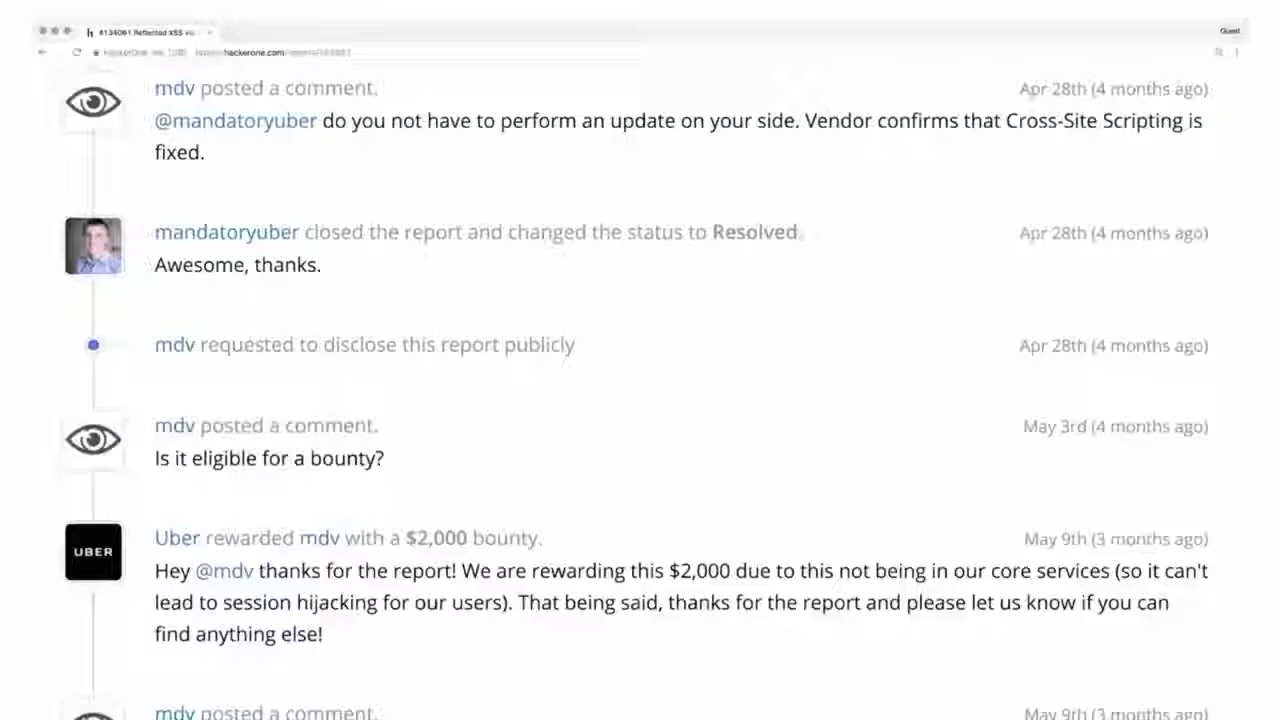 #134061 Reflected XSS
Guest
hackerone.com
mdv posted a comment.
Apr 28th (4 months ago)
@mandatoryuber do you not have to perform an update on your side. Vendor confirms that Cross-Site Scripting is
fixed.
mandatoryuber closed the report and changed the status to Resolved.
Apr 28th (4 months ago)
Awesome, thanks.
mdv requested to disclose this report publicly
Apr 28th (4 months ago)
mdv posted a comment.
May 3rd (4 months ago)
Is it eligible for a bounty?
UBER
Uber rewarded mdv with a $2,000 bounty.
May 9th (3 months ago)
Hey @mdv thanks for the report! We are rewarding this $2,000 due to this not being in our core services (so it can't
lead to session hijacking for our users). That being said, thanks for the report and please let us know if you can
find anything else!
mdv posted a comment.
May 9th (3 months ago)